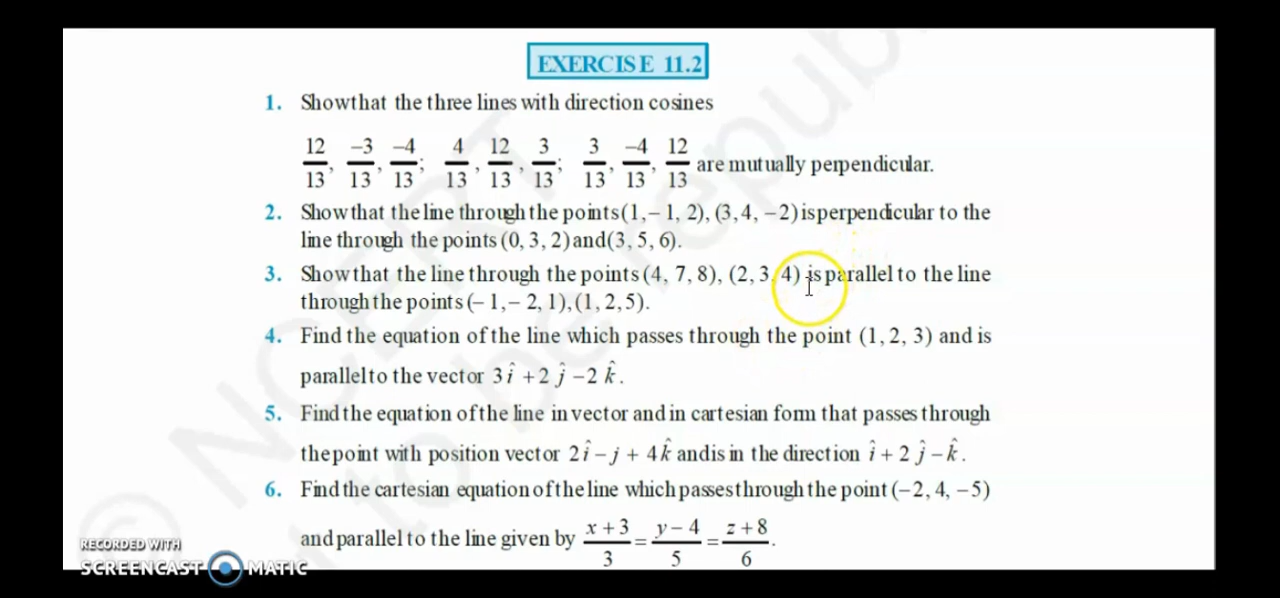 EXERCISE 11.2
1. Show that the three lines with direction cosines
12/13, −3/13, −4/13; 4/13, 12/13, 3/13; 3/13, −4/13, 12/13 are mutually perpendicular.
2. Show that the line through the points (1, – 1, 2), (3, 4, – 2) is perpendicular to the
line through the points (0, 3, 2) and (3, 5, 6).
3. Show that the line through the points (4, 7, 8), (2, 3, 4) is parallel to the line
through the points (– 1, – 2, 1), (1, 2, 5).
4. Find the equation of the line which passes through the point (1, 2, 3) and is
parallel to the vector 3î + 2ĵ − 2k̂.
5. Find the equation of the line in vector and in cartesian form that passes through
the point with position vector 2î − j + 4k̂ and is in the direction î + 2ĵ − k̂.
6. Find the cartesian equation of the line which passes through the point (–2, 4, –5)
and parallel to the line given by (x + 3)/3 = (y − 4)/5 = (z + 8)/6.
© NCERT
to be republ
RECORDED WITH
SCREENCAST MATIC